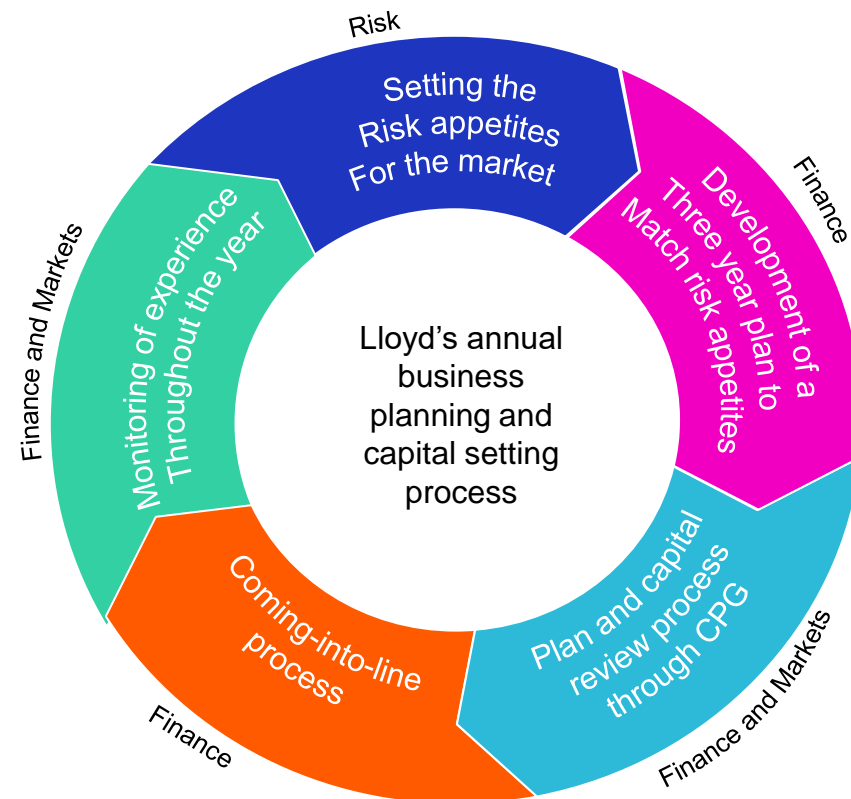 Risk
Setting the
Risk appetites
For the market
Finance
Development of a
Three year plan to
Match risk appetites
Finance and Markets
Plan and capital
review process
through CPG
Finance
Coming-into-line
process
Finance and Markets
Monitoring of experience
Throughout the year
Lloyd’s annual
business
planning and
capital setting
process